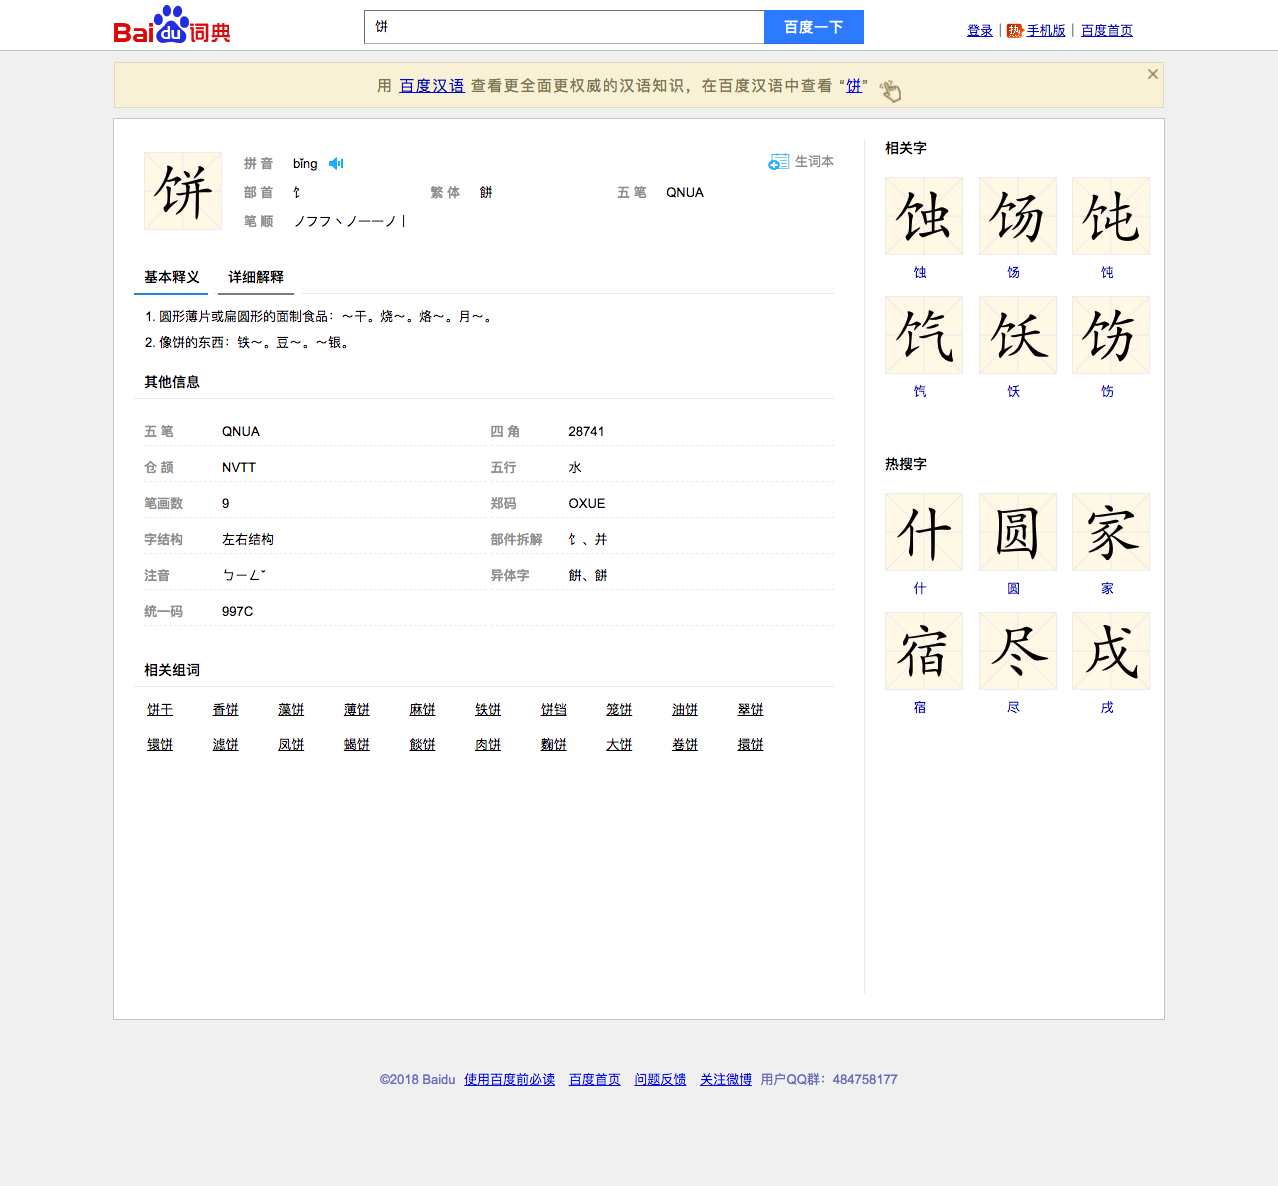 Bai du 词典 饼 百度一下 登录 | 热 手机版 | 百度首页
用 百度汉语 查看更全面更权威的汉语知识，在百度汉语中查看 “饼”
饼
拼 音 bǐng 生词本
部 首 饣 繁 体 餅 五 笔 QNUA
笔 顺 ノフフ丶ノ一一ノ丨
基本释义 详细解释
1. 圆形薄片或扁圆形的面制食品：～干。烧～。烙～。月～。
2. 像饼的东西：铁～。豆～。～银。
其他信息
五 笔 QNUA 四 角 28741
仓 颉 NVTT 五行 水
笔画数 9 郑码 OXUE
字结构 左右结构 部件拆解 饣、并
注音 ㄅㄧㄥˇ 异体字 餠、餅
统一码 997C
相关组词
饼干 香饼 藻饼 薄饼 麻饼 铁饼 饼铛 笼饼 油饼 翠饼
镮饼 滤饼 凤饼 蝎饼 餤饼 肉饼 麴饼 大饼 卷饼 擐饼
相关字
蚀 饧 饨
蚀 饧 饨
饩 饫 饬
饩 饫 饬
热搜字
什 圆 家
什 圆 家
宿 尽 戌
宿 尽 戌
©2018 Baidu 使用百度前必读 百度首页 问题反馈 关注微博 用户QQ群：484758177